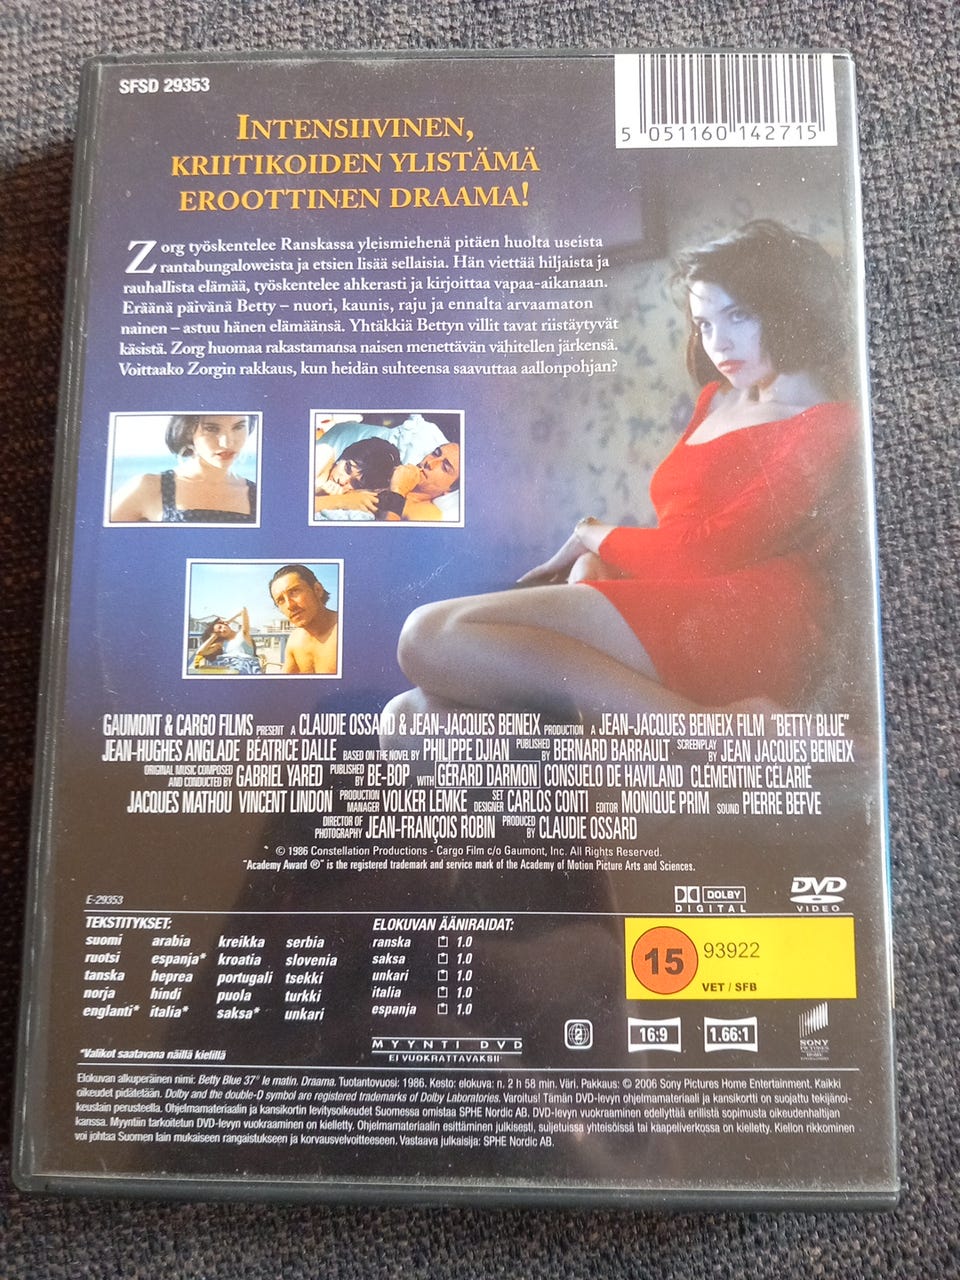 SFSD 29353
5 051160 142715
INTENSIIVINEN,
KRIITIKOIDEN YLISTÄMÄ
EROOTTINEN DRAAMA!
Zorg työskentelee Ranskassa yleismiehenä pitäen huolta useista
rantabungaloweista ja etsien lisää sellaisia. Hän viettää hiljaista ja
rauhallista elämää, työskentelee ahkerasti ja kirjoittaa vapaa-aikanaan.
Eräänä päivänä Betty – nuori, kaunis, raju ja ennalta arvaamaton
nainen – astuu hänen elämäänsä. Yhtäkkiä Bettyn villit tavat riistäytyvät
käsistä. Zorg huomaa rakastamansa naisen menettävän vähitellen järkensä.
Voittaako Zorgin rakkaus, kun heidän suhteensa saavuttaa aallonpohjan?
GAUMONT & CARGO FILMS PRESENT A CLAUDIE OSSARD & JEAN-JACQUES BEINEIX PRODUCTION A JEAN-JACQUES BEINEIX FILM "BETTY BLUE"
JEAN-HUGHES ANGLADE BÉATRICE DALLE BASED ON THE NOVEL BY PHILIPPE DJIAN PUBLISHED BY BERNARD BARRAULT SCREENPLAY BY JEAN JACQUES BEINEIX
ORIGINAL MUSIC COMPOSED AND CONDUCTED BY GABRIEL YARED PUBLISHED BY BE-BOP WITH GÉRARD DARMON CONSUELO DE HAVILAND CLÉMENTINE CÉLARIÉ
JACQUES MATHOU VINCENT LINDON PRODUCTION MANAGER VOLKER LEMKE SET DESIGNER CARLOS CONTI EDITOR MONIQUE PRIM SOUND PIERRE BEFVE
DIRECTOR OF PHOTOGRAPHY JEAN-FRANÇOIS ROBIN PRODUCED BY CLAUDIE OSSARD
© 1986 Constellation Productions - Cargo Film c/o Gaumont, Inc. All Rights Reserved.
"Academy Award ®" is the registered trademark and service mark of the Academy of Motion Picture Arts and Sciences.
E-29353
DOLBY DIGITAL
DVD VIDEO
TEKSTITYKSET:
suomi arabia kreikka serbia
ruotsi espanja* kroatia slovenia
tanska heprea portugali tsekki
norja hindi puola turkki
englanti* italia* saksa* unkari
*Valikot saatavana näillä kielillä
ELOKUVAN ÄÄNIRAIDAT:
ranska 1.0
saksa 1.0
unkari 1.0
italia 1.0
espanja 1.0
MYYNTI DVD
EI VUOKRATTAVAKSI!
15 93922
VET / SFB
2
16:9
1.66:1
SONY
PICTURES
Elokuvan alkuperäinen nimi: Betty Blue 37° le matin. Draama. Tuotantovuosi: 1986. Kesto: elokuva: n. 2 h 58 min. Väri. Pakkaus: © 2006 Sony Pictures Home Entertainment. Kaikki
oikeudet pidätetään. Dolby and the double-D symbol are registered trademarks of Dolby Laboratories. Varoitus! Tämän DVD-levyn ohjelmamateriaali ja kansikortti on suojattu tekijänoi-
keuslain perusteella. Ohjelmamateriaalin ja kansikortin levitysoikeudet Suomessa omistaa SPHE Nordic AB. DVD-levyn vuokraaminen edellyttää erillistä sopimusta oikeudenhaltijan
kanssa. Myyntiin tarkoitetun DVD-levyn vuokraaminen on kielletty. Ohjelmamateriaalin esittäminen julkisesti, suljetuissa yhteisöissä tai kaapeliverkossa on kielletty. Kiellon rikkominen
voi johtaa Suomen lain mukaiseen rangaistukseen ja korvausvelvoitteeseen. Vastaava julkaisija: SPHE Nordic AB.